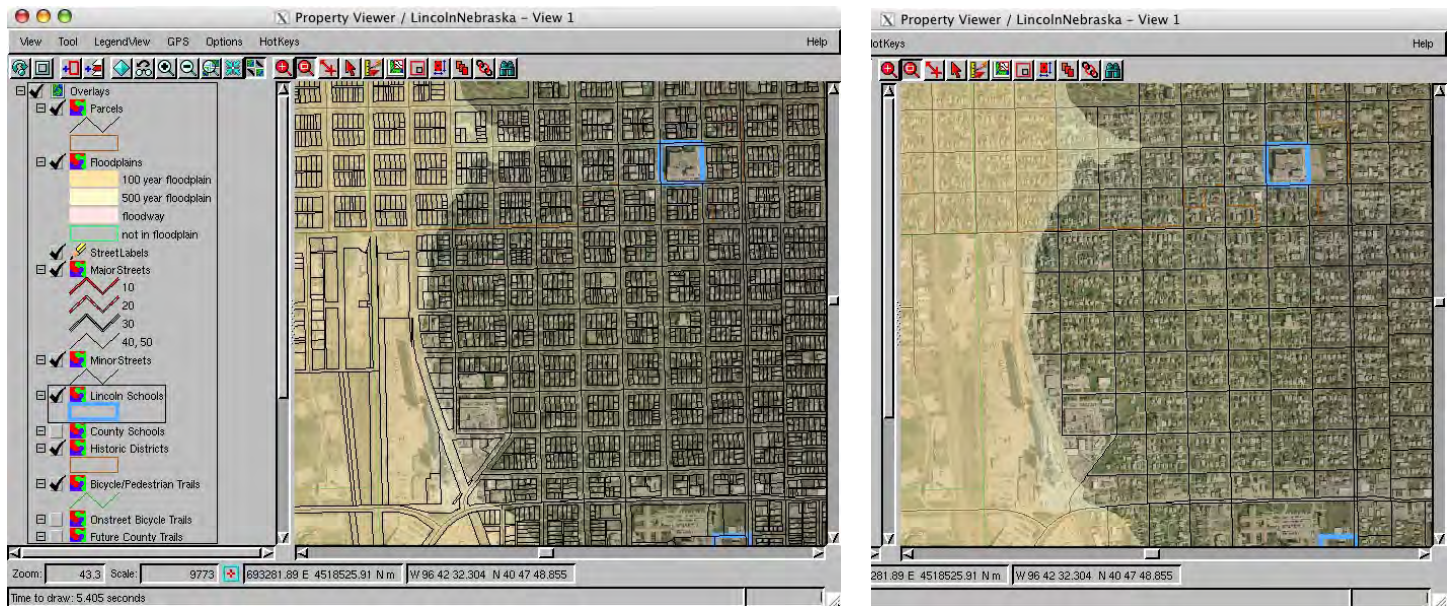 Property Viewer / LincolnNebraska - View 1
View Tool LegendView GPS Options HotKeys Help
Overlays
Parcels
Floodplains
100 year floodplain
500 year floodplain
floodway
not in floodplain
StreetLabels
MajorStreets
10
20
30
40, 50
MinorStreets
Lincoln Schools
County Schools
Historic Districts
Bicycle/Pedestrian Trails
Onstreet Bicycle Trails
Future County Trails
Zoom: 43.3 Scale: 9773 693281.89 E 4518525.91 N m W 96 42 32.304 N 40 47 48.855
Time to draw: 5.405 seconds
Property Viewer / LincolnNebraska - View 1
HotKeys Help
281.89 E 4518525.91 N m W 96 42 32.304 N 40 47 48.855